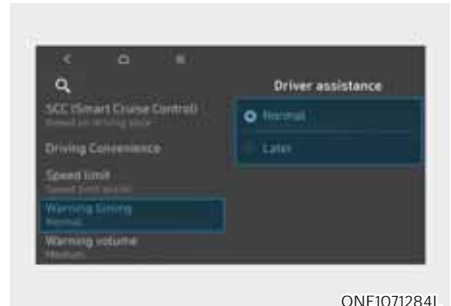 Driver assistance
SCC (Smart Cruise Control)
Based on driving style
Normal
Driving Convenience
Later
Speed limit
Speed limit assist
Warning timing
Normal
Warning volume
Medium
ONE1071284L